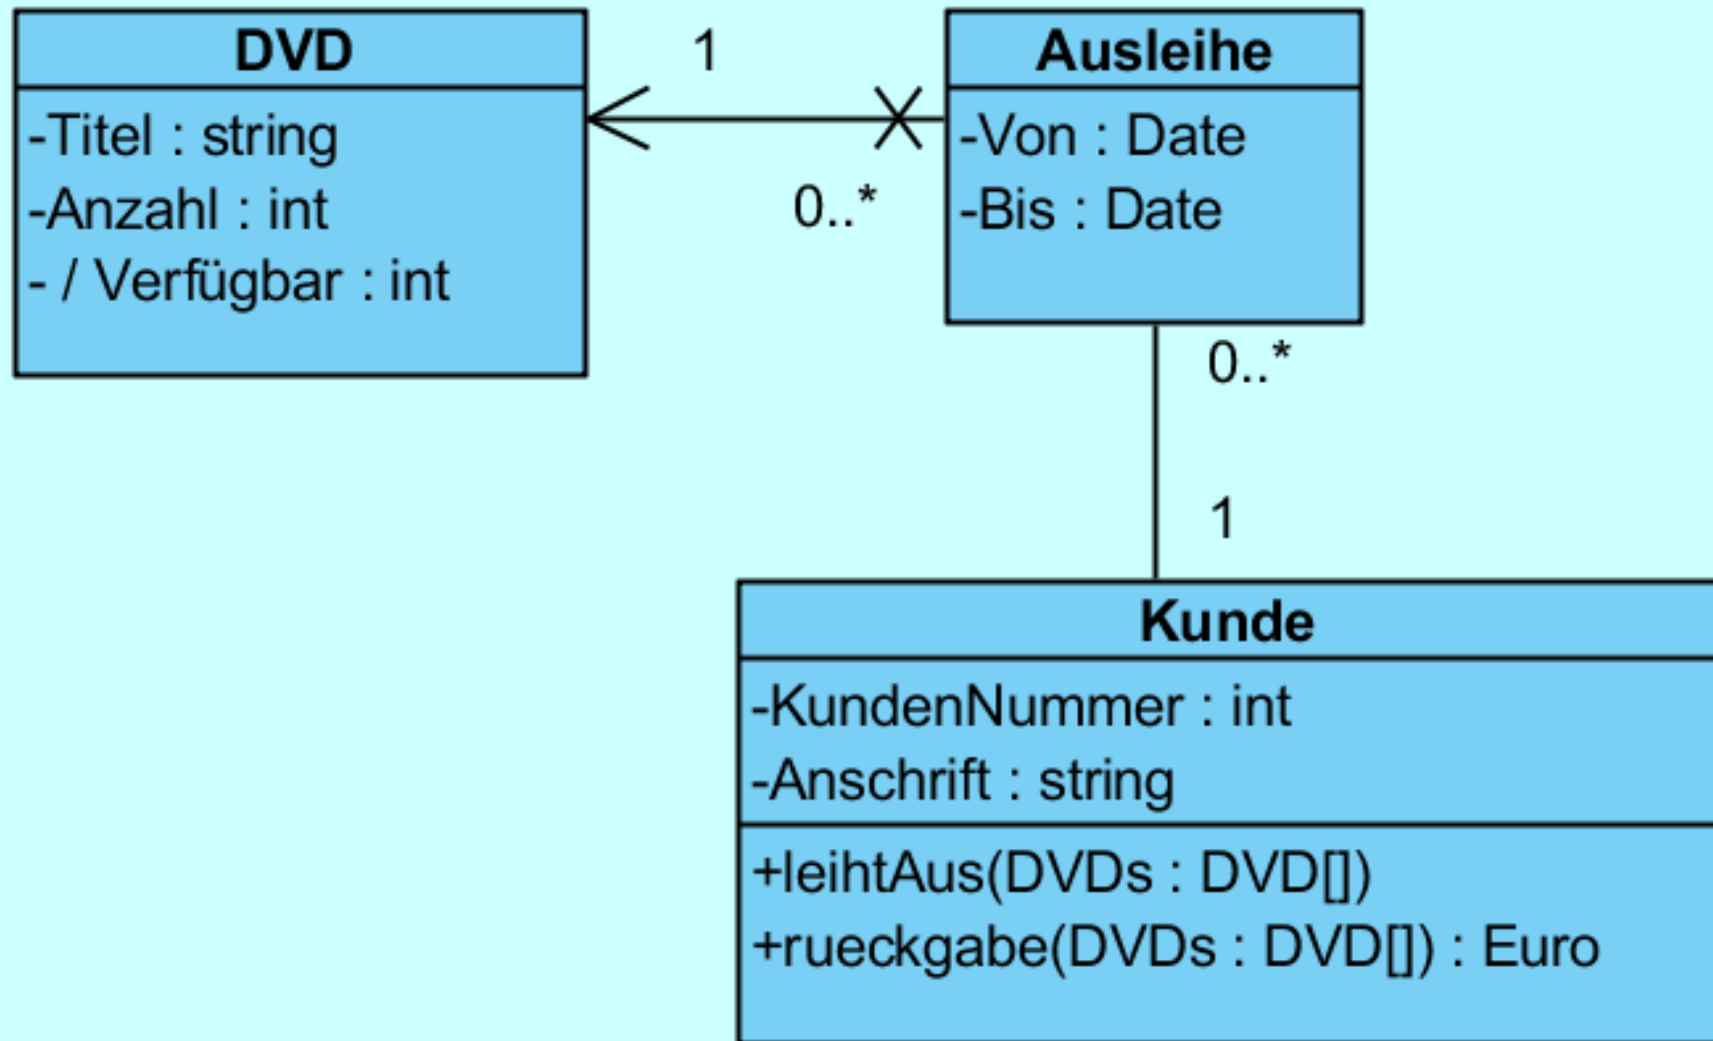 DVD
-Titel : string
-Anzahl : int
- / Verfügbar : int
1
0..*
Ausleihe
-Von : Date
-Bis : Date
0..*
1
Kunde
-KundenNummer : int
-Anschrift : string
+leihtAus(DVDs : DVD[])
+rueckgabe(DVDs : DVD[]) : Euro